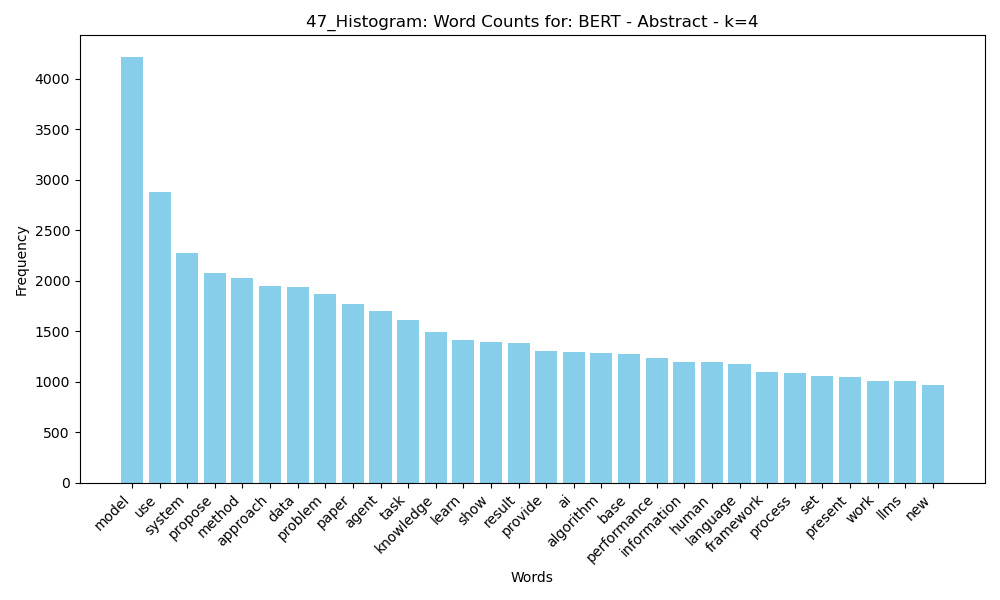 47_Histogram: Word Counts for: BERT - Abstract - k=4
Frequency
4000
3500
3000
2500
2000
1500
1000
500
0
model
use
system
propose
method
approach
data
problem
paper
agent
task
knowledge
learn
show
result
provide
ai
algorithm
base
performance
information
human
language
framework
process
set
present
work
llms
new
Words